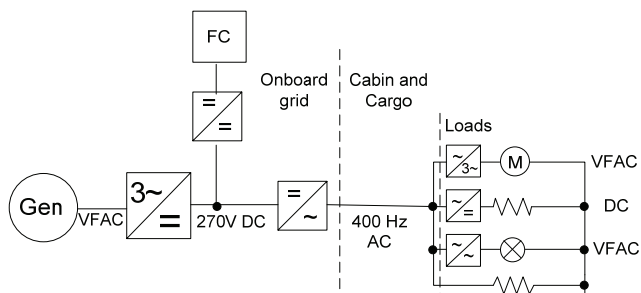 FC
=
=
Onboard
grid
Cabin and
Cargo
Loads
Gen
VFAC
3~
=
270V DC
=
~
400 Hz
AC
~
3~
M
VFAC
~
=
DC
~
~
VFAC